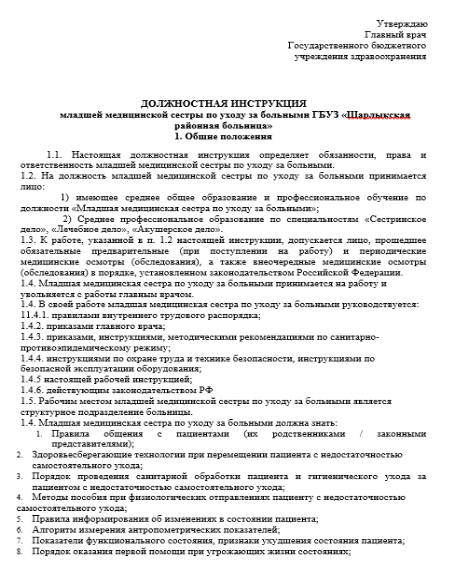 Утверждаю
Главный врач
Государственного бюджетного
учреждения здравоохранения
ДОЛЖНОСТНАЯ ИНСТРУКЦИЯ
младшей медицинской сестры по уходу за больными ГБУЗ «Шарлыкская
районная больница»
1. Общие положения
1.1. Настоящая должностная инструкция определяет обязанности, права и
ответственность младшей медицинской сестры по уходу за больными.
1.2. На должность младшей медицинской сестры по уходу за больными принимается
лицо:
1) имеющее среднее общее образование и профессиональное обучение по
должности «Младшая медицинская сестра по уходу за больными»;
2) Среднее профессиональное образование по специальностям «Сестринское
дело», «Лечебное дело», «Акушерское дело».
1.3. К работе, указанной в п. 1.2 настоящей инструкции, допускается лицо, прошедшее
обязательные предварительные (при поступлении на работу) и периодические
медицинские осмотры (обследования), а также внеочередные медицинские осмотры
(обследования) в порядке, установленном законодательством Российской Федерации.
1.4. Младшая медицинская сестра по уходу за больными принимается на работу и
увольняется с работы главным врачом.
1.4. В своей работе младшая медицинская сестра по уходу за больными руководствуется:
11.4.1. правилами внутреннего трудового распорядка;
1.4.2. приказами главного врача;
1.4.3. приказами, инструкциями, методическими рекомендациями по санитарно-
противоэпидемическому режиму;
1.4.4. инструкциями по охране труда и технике безопасности, инструкциями по
безопасной эксплуатации оборудования;
1.4.5 настоящей рабочей инструкцией;
1.4.6. действующим законодательством РФ
1.5. Рабочим местом младшей медицинской сестры по уходу за больными является
структурное подразделение больницы.
1.4. Младшая медицинская сестра по уходу за больными должна знать:
1. Правила общения с пациентами (их родственниками / законными
представителями);
2. Здоровьесберегающие технологии при перемещении пациента с недостаточностью
самостоятельного ухода;
3. Порядок проведения санитарной обработки пациента и гигиенического ухода за
пациентом с недостаточностью самостоятельного ухода;
4. Методы пособия при физиологических отправлениях пациенту с недостаточностью
самостоятельного ухода;
5. Правила информирования об изменениях в состоянии пациента;
6. Алгоритм измерения антропометрических показателей;
7. Показатели функционального состояния, признаки ухудшения состояния пациента;
8. Порядок оказания первой помощи при угрожающих жизни состояниях;